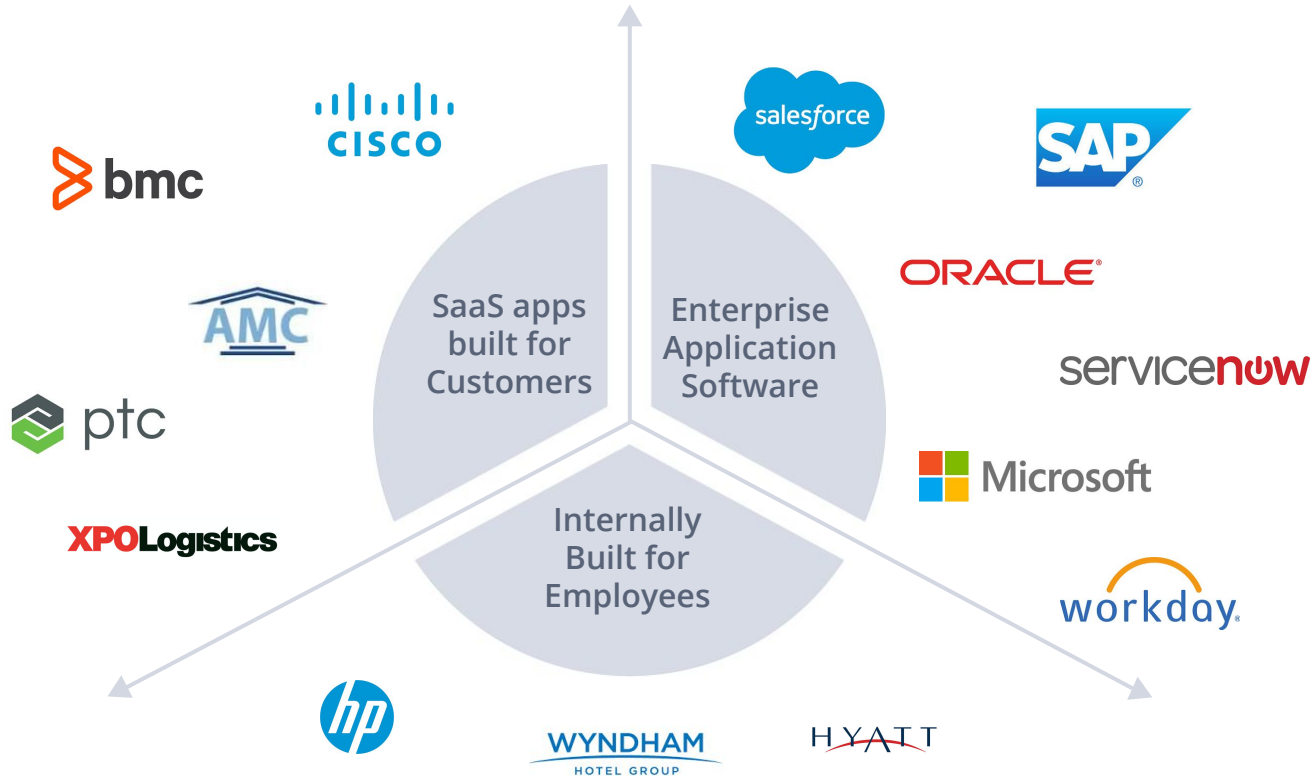 CISCO
bmc
AMC
ptc
XPOLogistics
SaaS apps
built for
Customers
salesforce
SAP
®
ORACLE®
servicenow
Microsoft
workday®
Enterprise
Application
Software
Internally
Built for
Employees
hp
WYNDHAM
HOTEL GROUP
HYATT